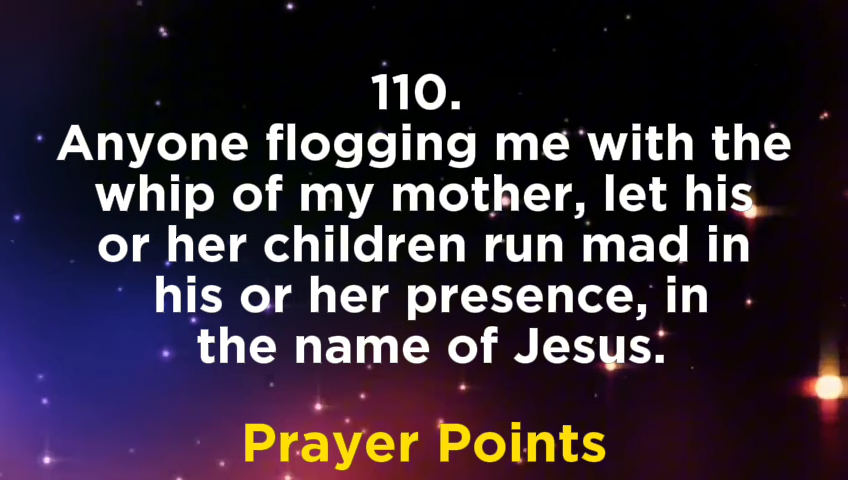 110.
Anyone flogging me with the
whip of my mother, let his
or her children run mad in
his or her presence, in
the name of Jesus.
Prayer Points